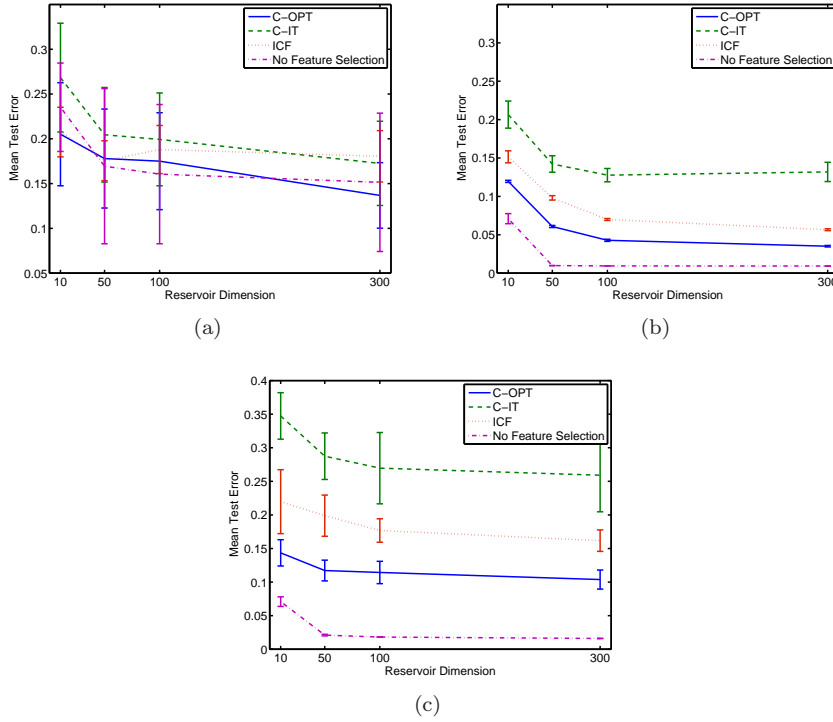 C-OPT
C-IT
ICF
No Feature Selection
0.3
0.25
0.2
0.15
0.1
0.05
Mean Test Error
10 50 100 300
Reservoir Dimension
(a)
C-OPT
C-IT
ICF
No Feature Selection
0.3
0.25
0.2
0.15
0.1
0.05
0
Mean Test Error
10 50 100 300
Reservoir Dimension
(b)
C-OPT
C-IT
ICF
No Feature Selection
0.4
0.35
0.3
0.25
0.2
0.15
0.1
0.05
0
Mean Test Error
10 50 100 300
Reservoir Dimension
(c)